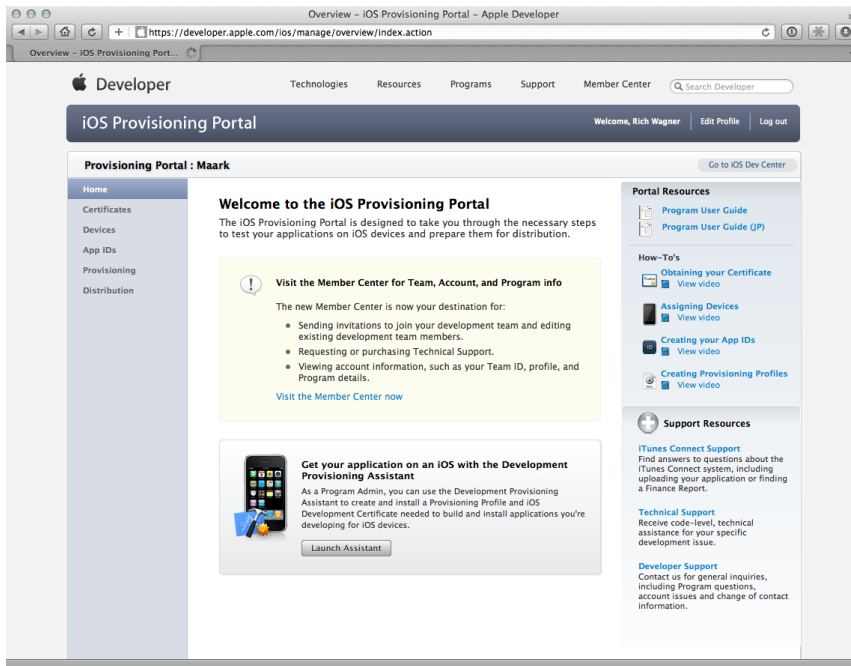 Overview – iOS Provisioning Portal – Apple Developer
https://developer.apple.com/ios/manage/overview/index.action
Overview – iOS Provisioning Port...
Developer
Technologies
Resources
Programs
Support
Member Center
Search Developer
iOS Provisioning Portal
Welcome, Rich Wagner
Edit Profile
Log out
Provisioning Portal : Maark
Go to iOS Dev Center
Home
Certificates
Devices
App IDs
Provisioning
Distribution
Welcome to the iOS Provisioning Portal
The iOS Provisioning Portal is designed to take you through the necessary steps
to test your applications on iOS devices and prepare them for distribution.
Visit the Member Center for Team, Account, and Program info
The new Member Center is now your destination for:
• Sending invitations to join your development team and editing
existing development team members.
• Requesting or purchasing Technical Support.
• Viewing account information, such as your Team ID, profile, and
Program details.
Visit the Member Center now
Get your application on an iOS with the Development
Provisioning Assistant
As a Program Admin, you can use the Development Provisioning
Assistant to create and install a Provisioning Profile and iOS
Development Certificate needed to build and install applications you're
developing for iOS devices.
Launch Assistant
Portal Resources
Program User Guide
Program User Guide (JP)
How-To's
Obtaining your Certificate
View video
Assigning Devices
View video
ID
Creating your App IDs
View video
Creating Provisioning Profiles
View video
Support Resources
iTunes Connect Support
Find answers to questions about the
iTunes Connect system, including
uploading your application or finding
a Finance Report.
Technical Support
Receive code-level, technical
assistance for your specific
development issue.
Developer Support
Contact us for general inquiries,
including Program questions,
account issues and change of contact
information.